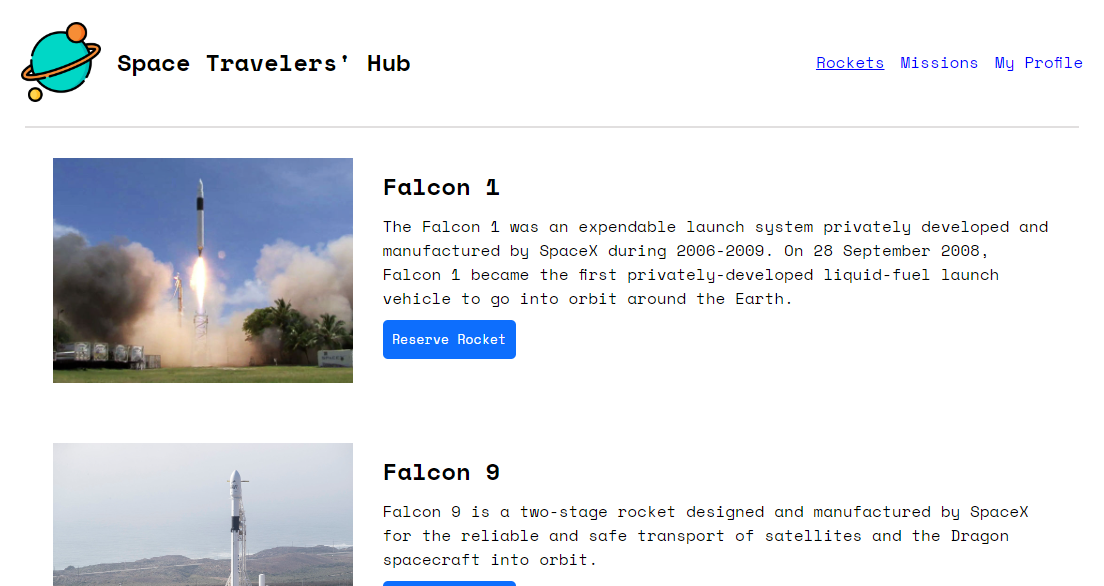 Space Travelers' Hub
Rockets Missions My Profile
Falcon 1
The Falcon 1 was an expendable launch system privately developed and
manufactured by SpaceX during 2006-2009. On 28 September 2008,
Falcon 1 became the first privately-developed liquid-fuel launch
vehicle to go into orbit around the Earth.
Reserve Rocket
Falcon 9
Falcon 9 is a two-stage rocket designed and manufactured by SpaceX
for the reliable and safe transport of satellites and the Dragon
spacecraft into orbit.